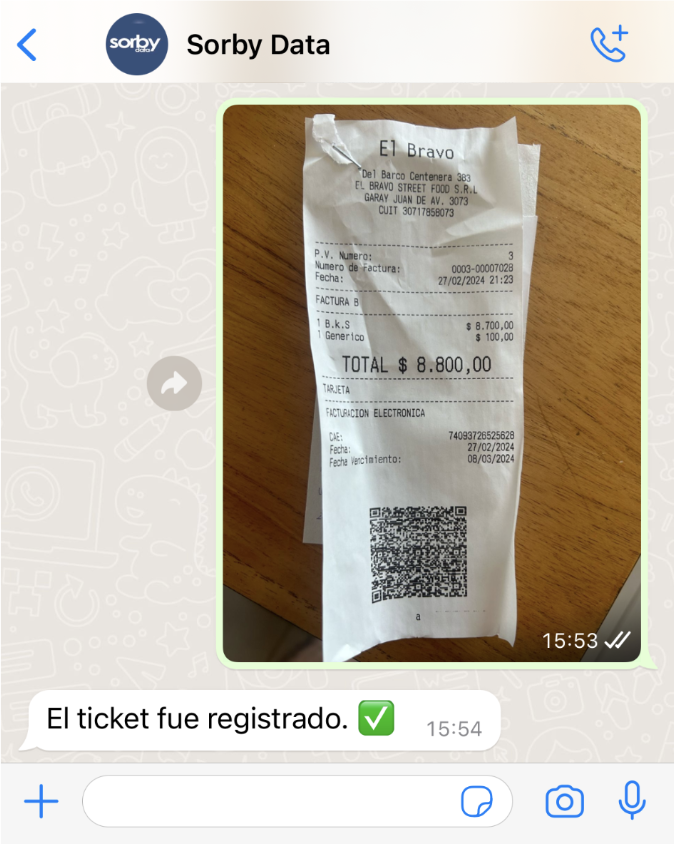 sorby
data
Sorby Data
El Bravo
Del Barco Centenera 383
EL BRAVO STREET FOOD S.R.L
GARAY JUAN DE AV. 3073
CUIT 30717858073
P.V. Numero: 3
Numero de Factura: 0003-00007028
Fecha: 27/02/2024 21:23
FACTURA B
1 B.k.S $ 8.700,00
1 Generico $ 100,00
TOTAL $ 8.800,00
TARJETA
FACTURACION ELECTRONICA
CAE: 74093726525628
Fecha: 27/02/2024
Fecha Vencimiento: 08/03/2024
a
15:53
El ticket fue registrado. ✅ 15:54